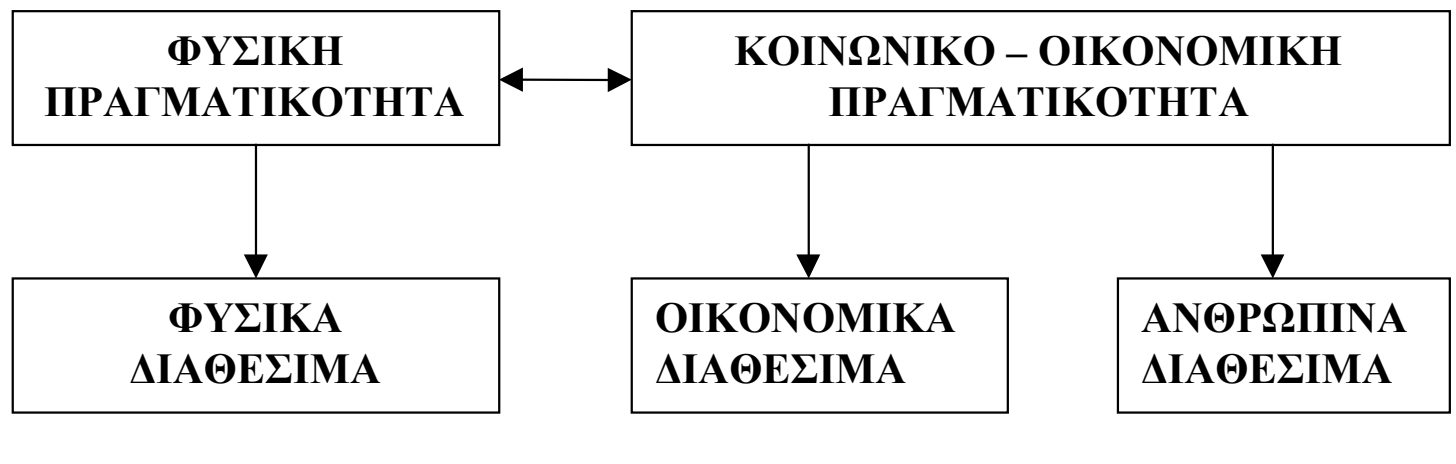 ΦΥΣΙΚΗ
ΠΡΑΓΜΑΤΙΚΟΤΗΤΑ
ΚΟΙΝΩΝΙΚΟ – ΟΙΚΟΝΟΜΙΚΗ
ΠΡΑΓΜΑΤΙΚΟΤΗΤΑ
ΦΥΣΙΚΑ
ΔΙΑΘΕΣΙΜΑ
ΟΙΚΟΝΟΜΙΚΑ
ΔΙΑΘΕΣΙΜΑ
ΑΝΘΡΩΠΙΝΑ
ΔΙΑΘΕΣΙΜΑ